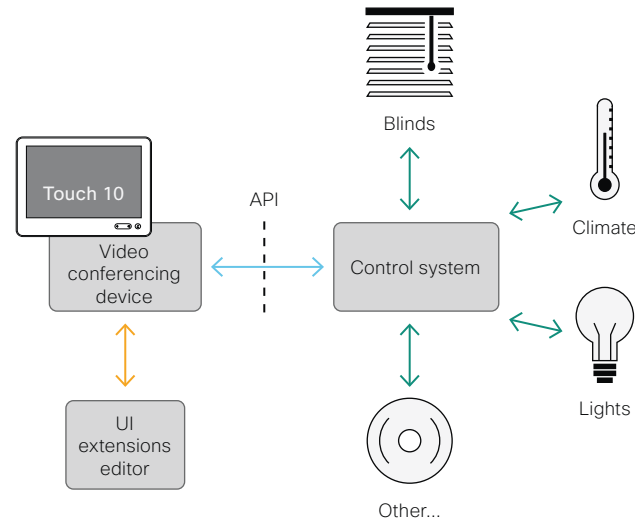 Blinds
Touch 10
API
Climate
Video
conferencing
device
Control system
UI
extensions
editor
Lights
Other...